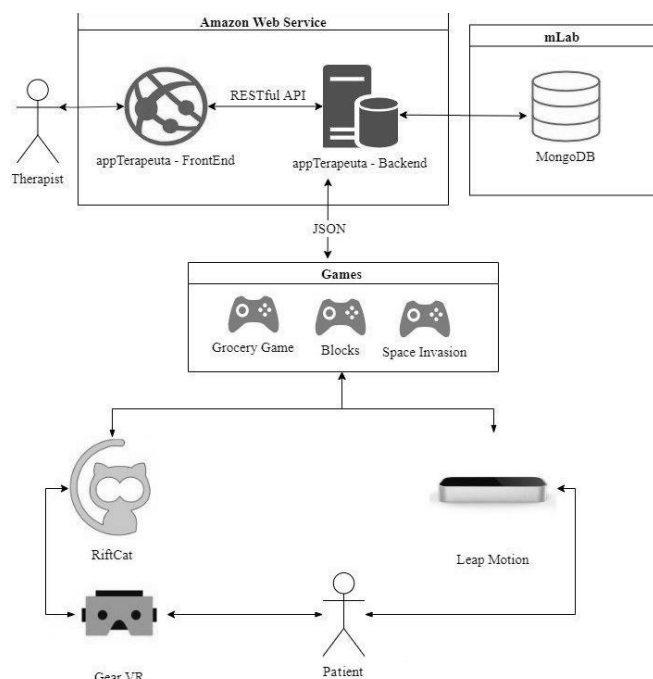 Amazon Web Service
mLab
RESTful API
appTerapeuta - FrontEnd
appTerapeuta - Backend
MongoDB
Therapist
JSON
Games
Grocery Game
Blocks
Space Invasion
RiftCat
Leap Motion
Gear VR
Patient